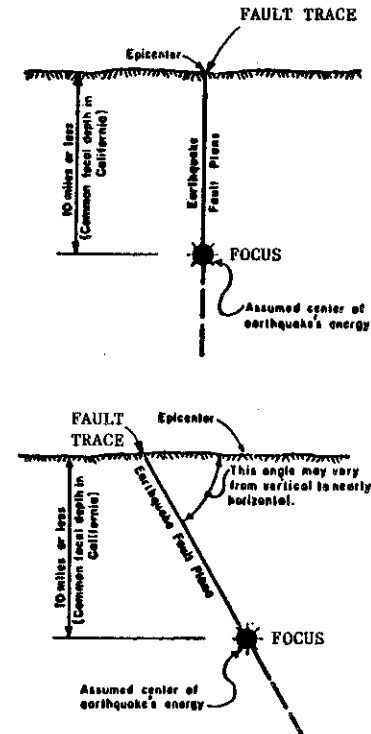 FAULT TRACE
Epicenter
10 miles or less
(Common focal depth in
California)
Earthquake
Fault Plane
FOCUS
Assumed center of
earthquake's energy
FAULT
TRACE
Epicenter
This angle may vary
from vertical to nearly
horizontal.
10 miles or less
(Common focal depth in
California)
Earthquake Fault Plane
FOCUS
Assumed center of
earthquake's energy